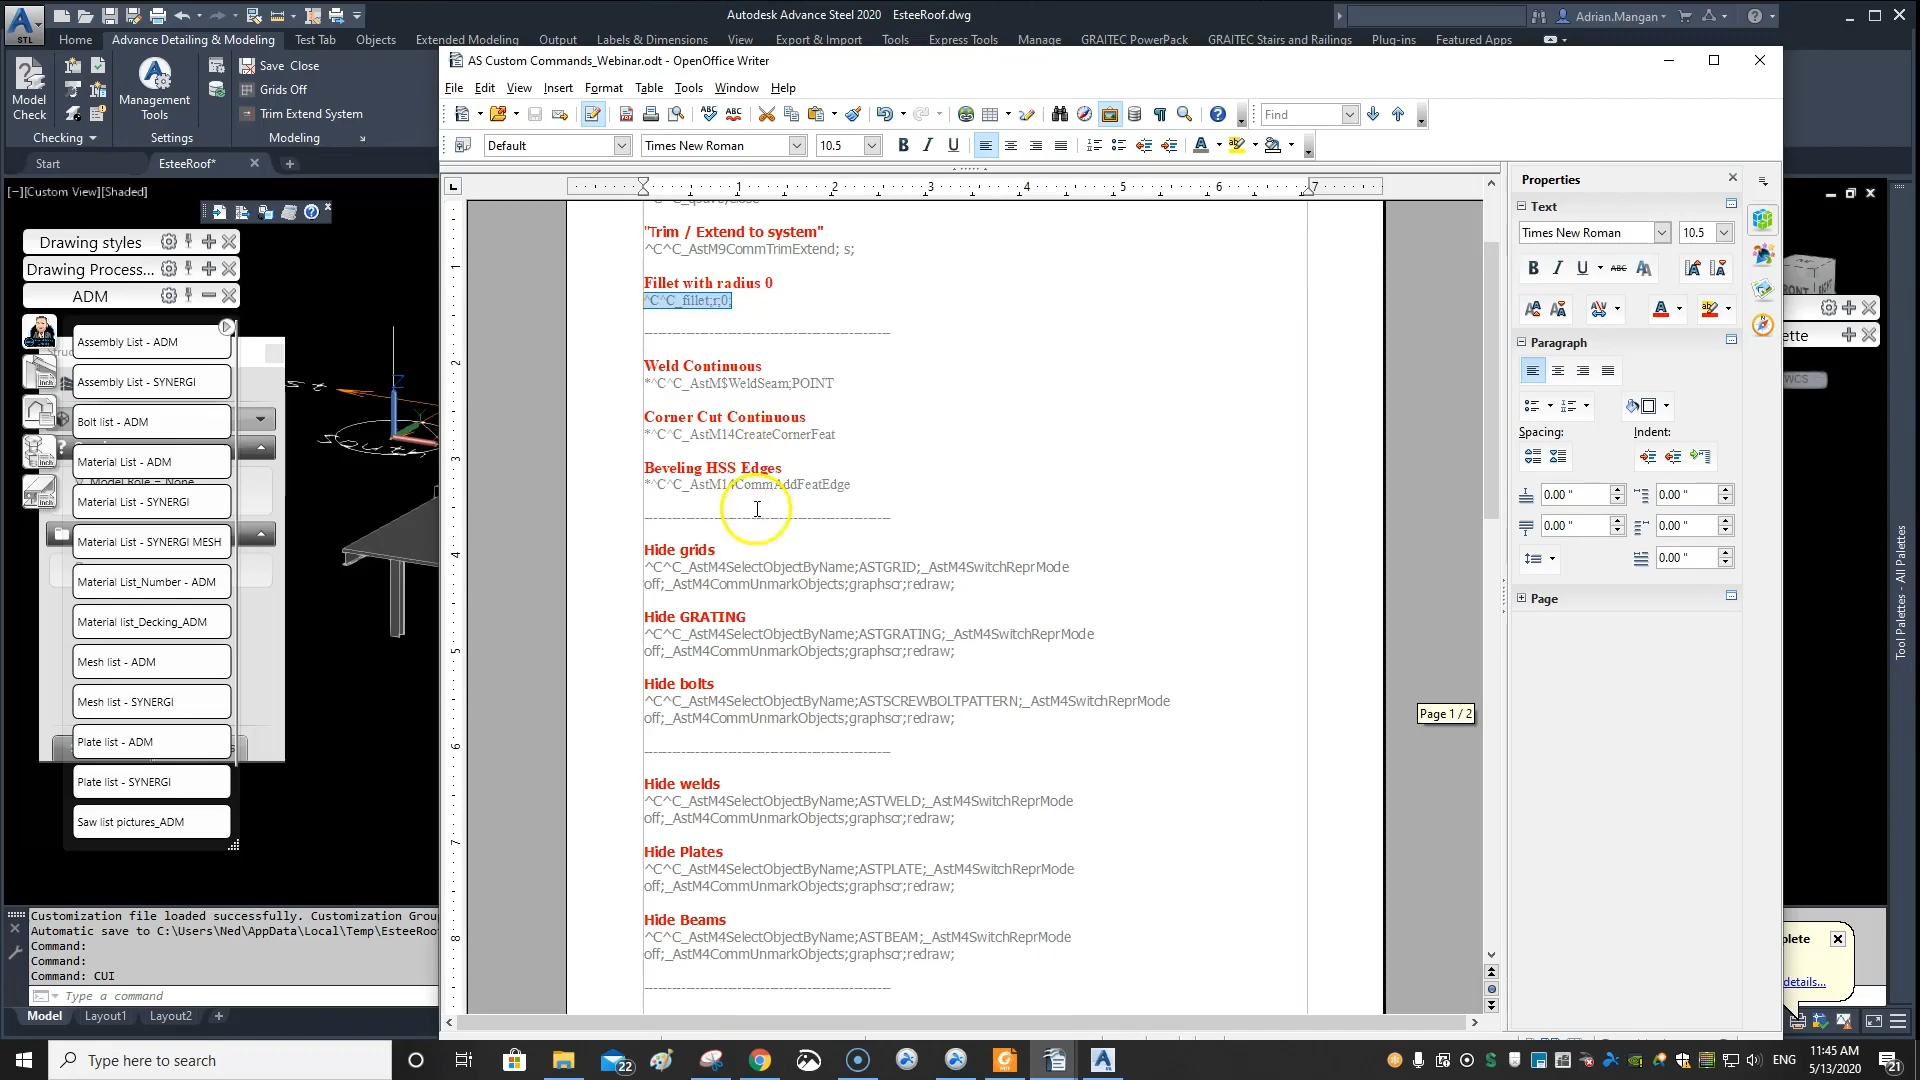 Autodesk Advance Steel 2020 EsteeRoof.dwg
Adrian.Mangan
STL
Home
Advance Detailing & Modeling
Test Tab
Objects
Extended Modeling
Output
Labels & Dimensions
View
Export & Import
Tools
Express Tools
Manage
GRAITEC PowerPack
GRAITEC Stairs and Railings
Plug-ins
Featured Apps
Model
Check
Management
Tools
Save Close
Grids Off
Trim Extend System
Checking
Settings
Modeling
Start
EsteeRoof*
[−][Custom View][Shaded]
Drawing styles
Drawing Process...
ADM
Assembly List - ADM
Assembly List - SYNERGI
Bolt list - ADM
Material List - ADM
Material List - SYNERGI
Material List - SYNERGI MESH
Material List_Number - ADM
Material list_Decking_ADM
Mesh list - ADM
Mesh list - SYNERGI
Plate list - ADM
Plate list - SYNERGI
Saw list pictures_ADM
Customization file loaded successfully. Customization Grou
Automatic save to C:\Users\Ned\AppData\Local\Temp\EsteeRoof
Command:
Command:
Command: CUI
Type a command
Model
Layout1
Layout2
AS Custom Commands_Webinar.odt - OpenOffice Writer
File Edit View Insert Format Table Tools Window Help
Find
Default
Times New Roman
10.5
"Trim / Extend to system"
^C^C_AstM9CommTrimExtend; s;
Fillet with radius 0
^C^C_fillet;r;0;
Weld Continuous
*^C^C_AstM$WeldSeam;POINT
Corner Cut Continuous
*^C^C_AstM14CreateCornerFeat
Beveling HSS Edges
*^C^C_AstM14CommAddFeatEdge
Hide grids
^C^C_AstM4SelectObjectByName;ASTGRID;_AstM4SwitchReprMode
off;_AstM4CommUnmarkObjects;graphscr;redraw;
Hide GRATING
^C^C_AstM4SelectObjectByName;ASTGRATING;_AstM4SwitchReprMode
off;_AstM4CommUnmarkObjects;graphscr;redraw;
Hide bolts
^C^C_AstM4SelectObjectByName;ASTSCREWBOLTPATTERN;_AstM4SwitchReprMode
off;_AstM4CommUnmarkObjects;graphscr;redraw;
Hide welds
^C^C_AstM4SelectObjectByName;ASTWELD;_AstM4SwitchReprMode
off;_AstM4CommUnmarkObjects;graphscr;redraw;
Hide Plates
^C^C_AstM4SelectObjectByName;ASTPLATE;_AstM4SwitchReprMode
off;_AstM4CommUnmarkObjects;graphscr;redraw;
Hide Beams
^C^C_AstM4SelectObjectByName;ASTBEAM;_AstM4SwitchReprMode
off;_AstM4CommUnmarkObjects;graphscr;redraw;
Page 1 / 2
Properties
Text
Times New Roman
10.5
Paragraph
Spacing:
Indent:
0.00 "
0.00 "
0.00 "
0.00 "
0.00 "
Page
Tool Palettes - All Palettes
WCS
details...
Type here to search
22
ENG
11:45 AM
5/13/2020
21